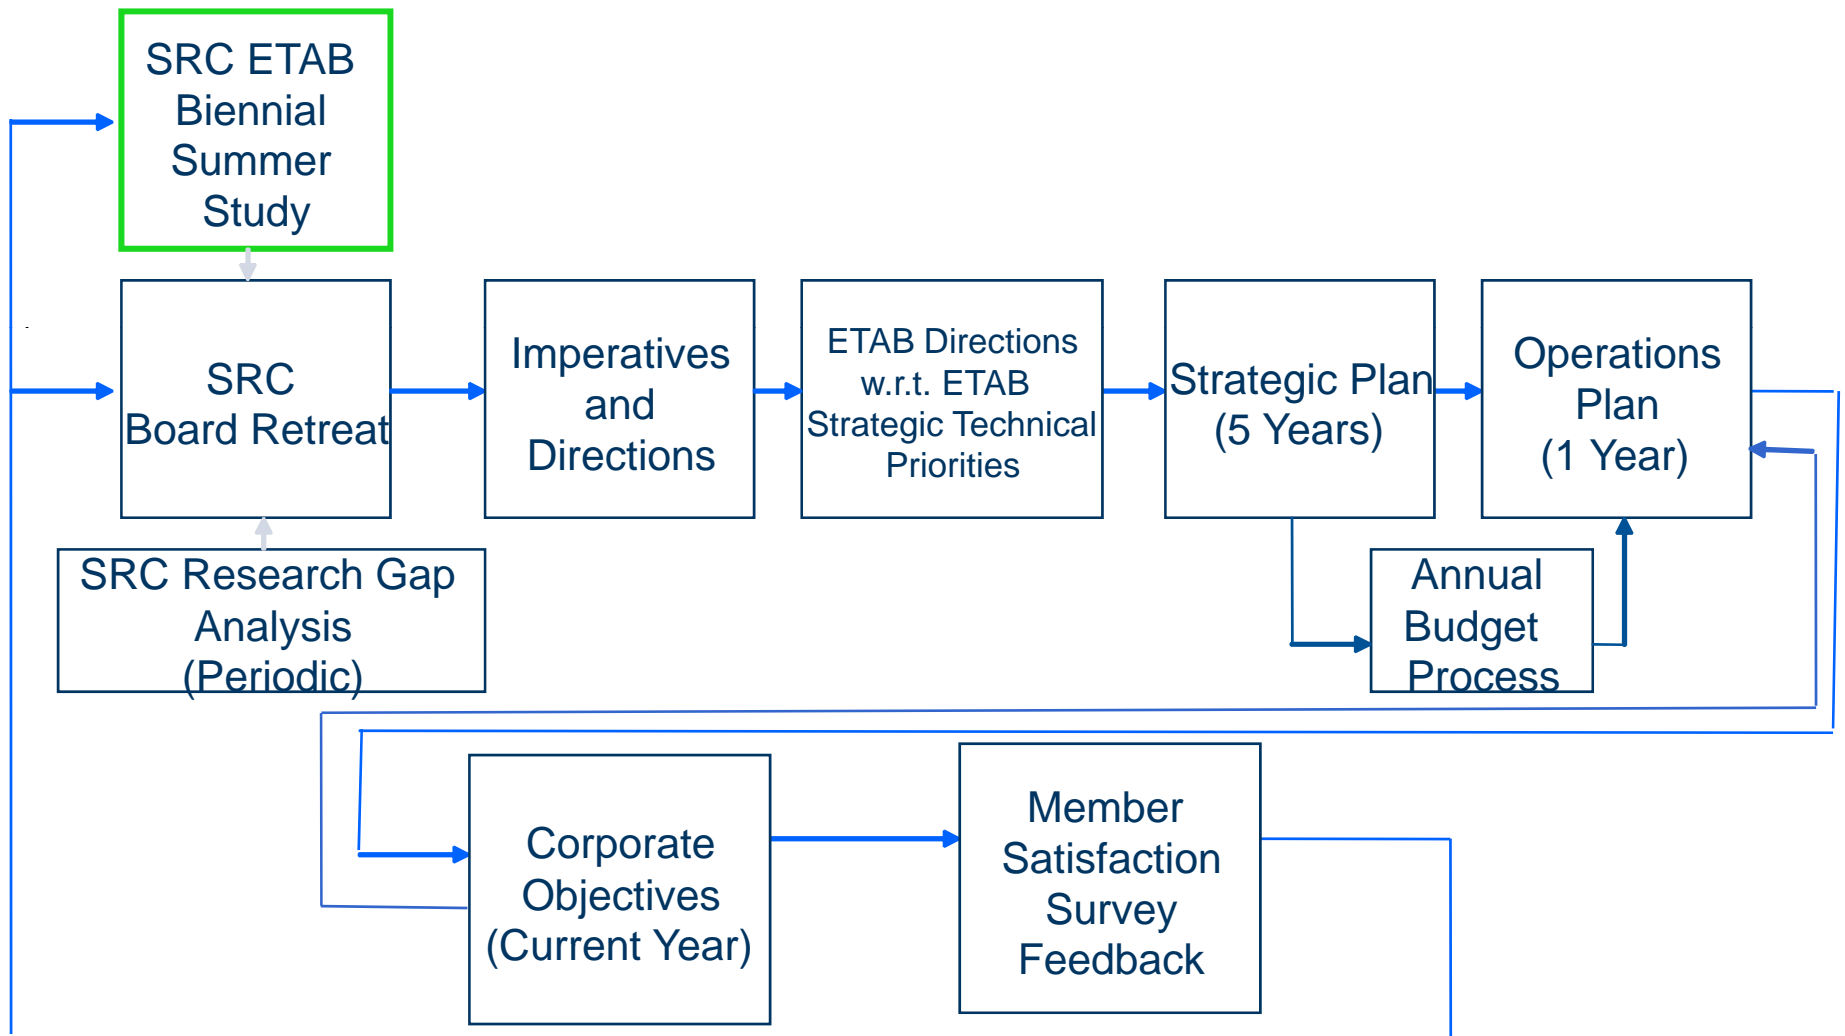 SRC ETAB
Biennial
Summer
Study
SRC
Board Retreat
Imperatives
and
Directions
ETAB Directions
w.r.t. ETAB
Strategic Technical
Priorities
Strategic Plan
(5 Years)
Operations
Plan
(1 Year)
SRC Research Gap
Analysis
(Periodic)
Annual
Budget
Process
Corporate
Objectives
(Current Year)
Member
Satisfaction
Survey
Feedback